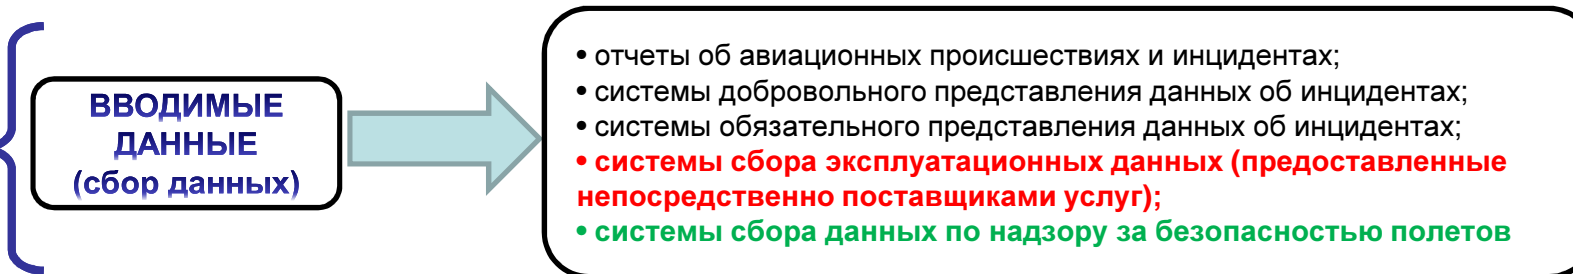 ВВОДИМЫЕ
ДАННЫЕ
(сбор данных)
• отчеты об авиационных происшествиях и инцидентах;
• системы добровольного представления данных об инцидентах;
• системы обязательного представления данных об инцидентах;
• системы сбора эксплуатационных данных (предоставленные
непосредственно поставщиками услуг);
• системы сбора данных по надзору за безопасностью полетов